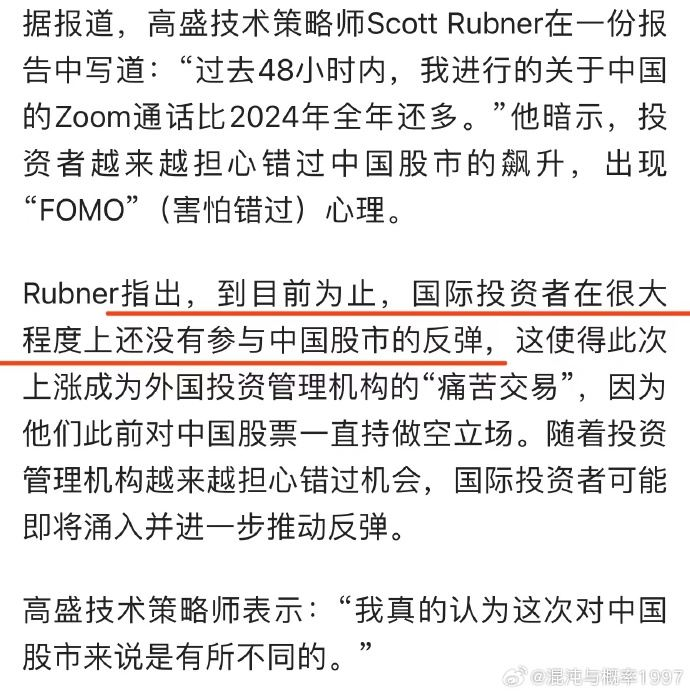 据报道，高盛技术策略师Scott Rubner在一份报
告中写道：“过去48小时内，我进行的关于中国
的Zoom通话比2024年全年还多。”他暗示，投
资者越来越担心错过中国股市的飙升，出现
“FOMO”（害怕错过）心理。
Rubner指出，到目前为止，国际投资者在很大
程度上还没有参与中国股市的反弹，这使得此次
上涨成为外国投资管理机构的“痛苦交易”，因为
他们此前对中国股票一直持做空立场。随着投资
管理机构越来越担心错过机会，国际投资者可能
即将涌入并进一步推动反弹。
高盛技术策略师表示：“我真的认为这次对中国
股市来说是有所不同的。”
@混沌与概率1997